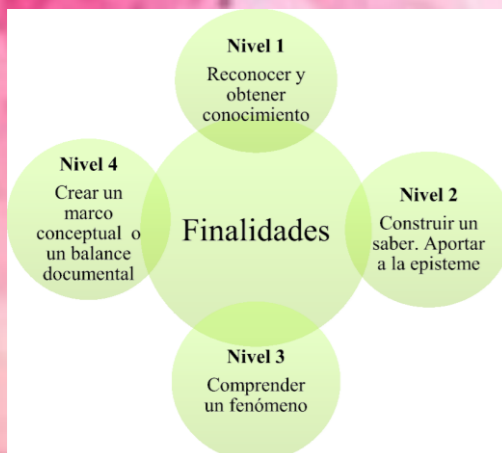 Nivel 1
Reconocer y
obtener
conocimiento
Nivel 4
Crear un
marco
conceptual o
un balance
documental
Finalidades
Nivel 2
Construir un
saber. Aportar
a la episteme
Nivel 3
Comprender
un fenómeno